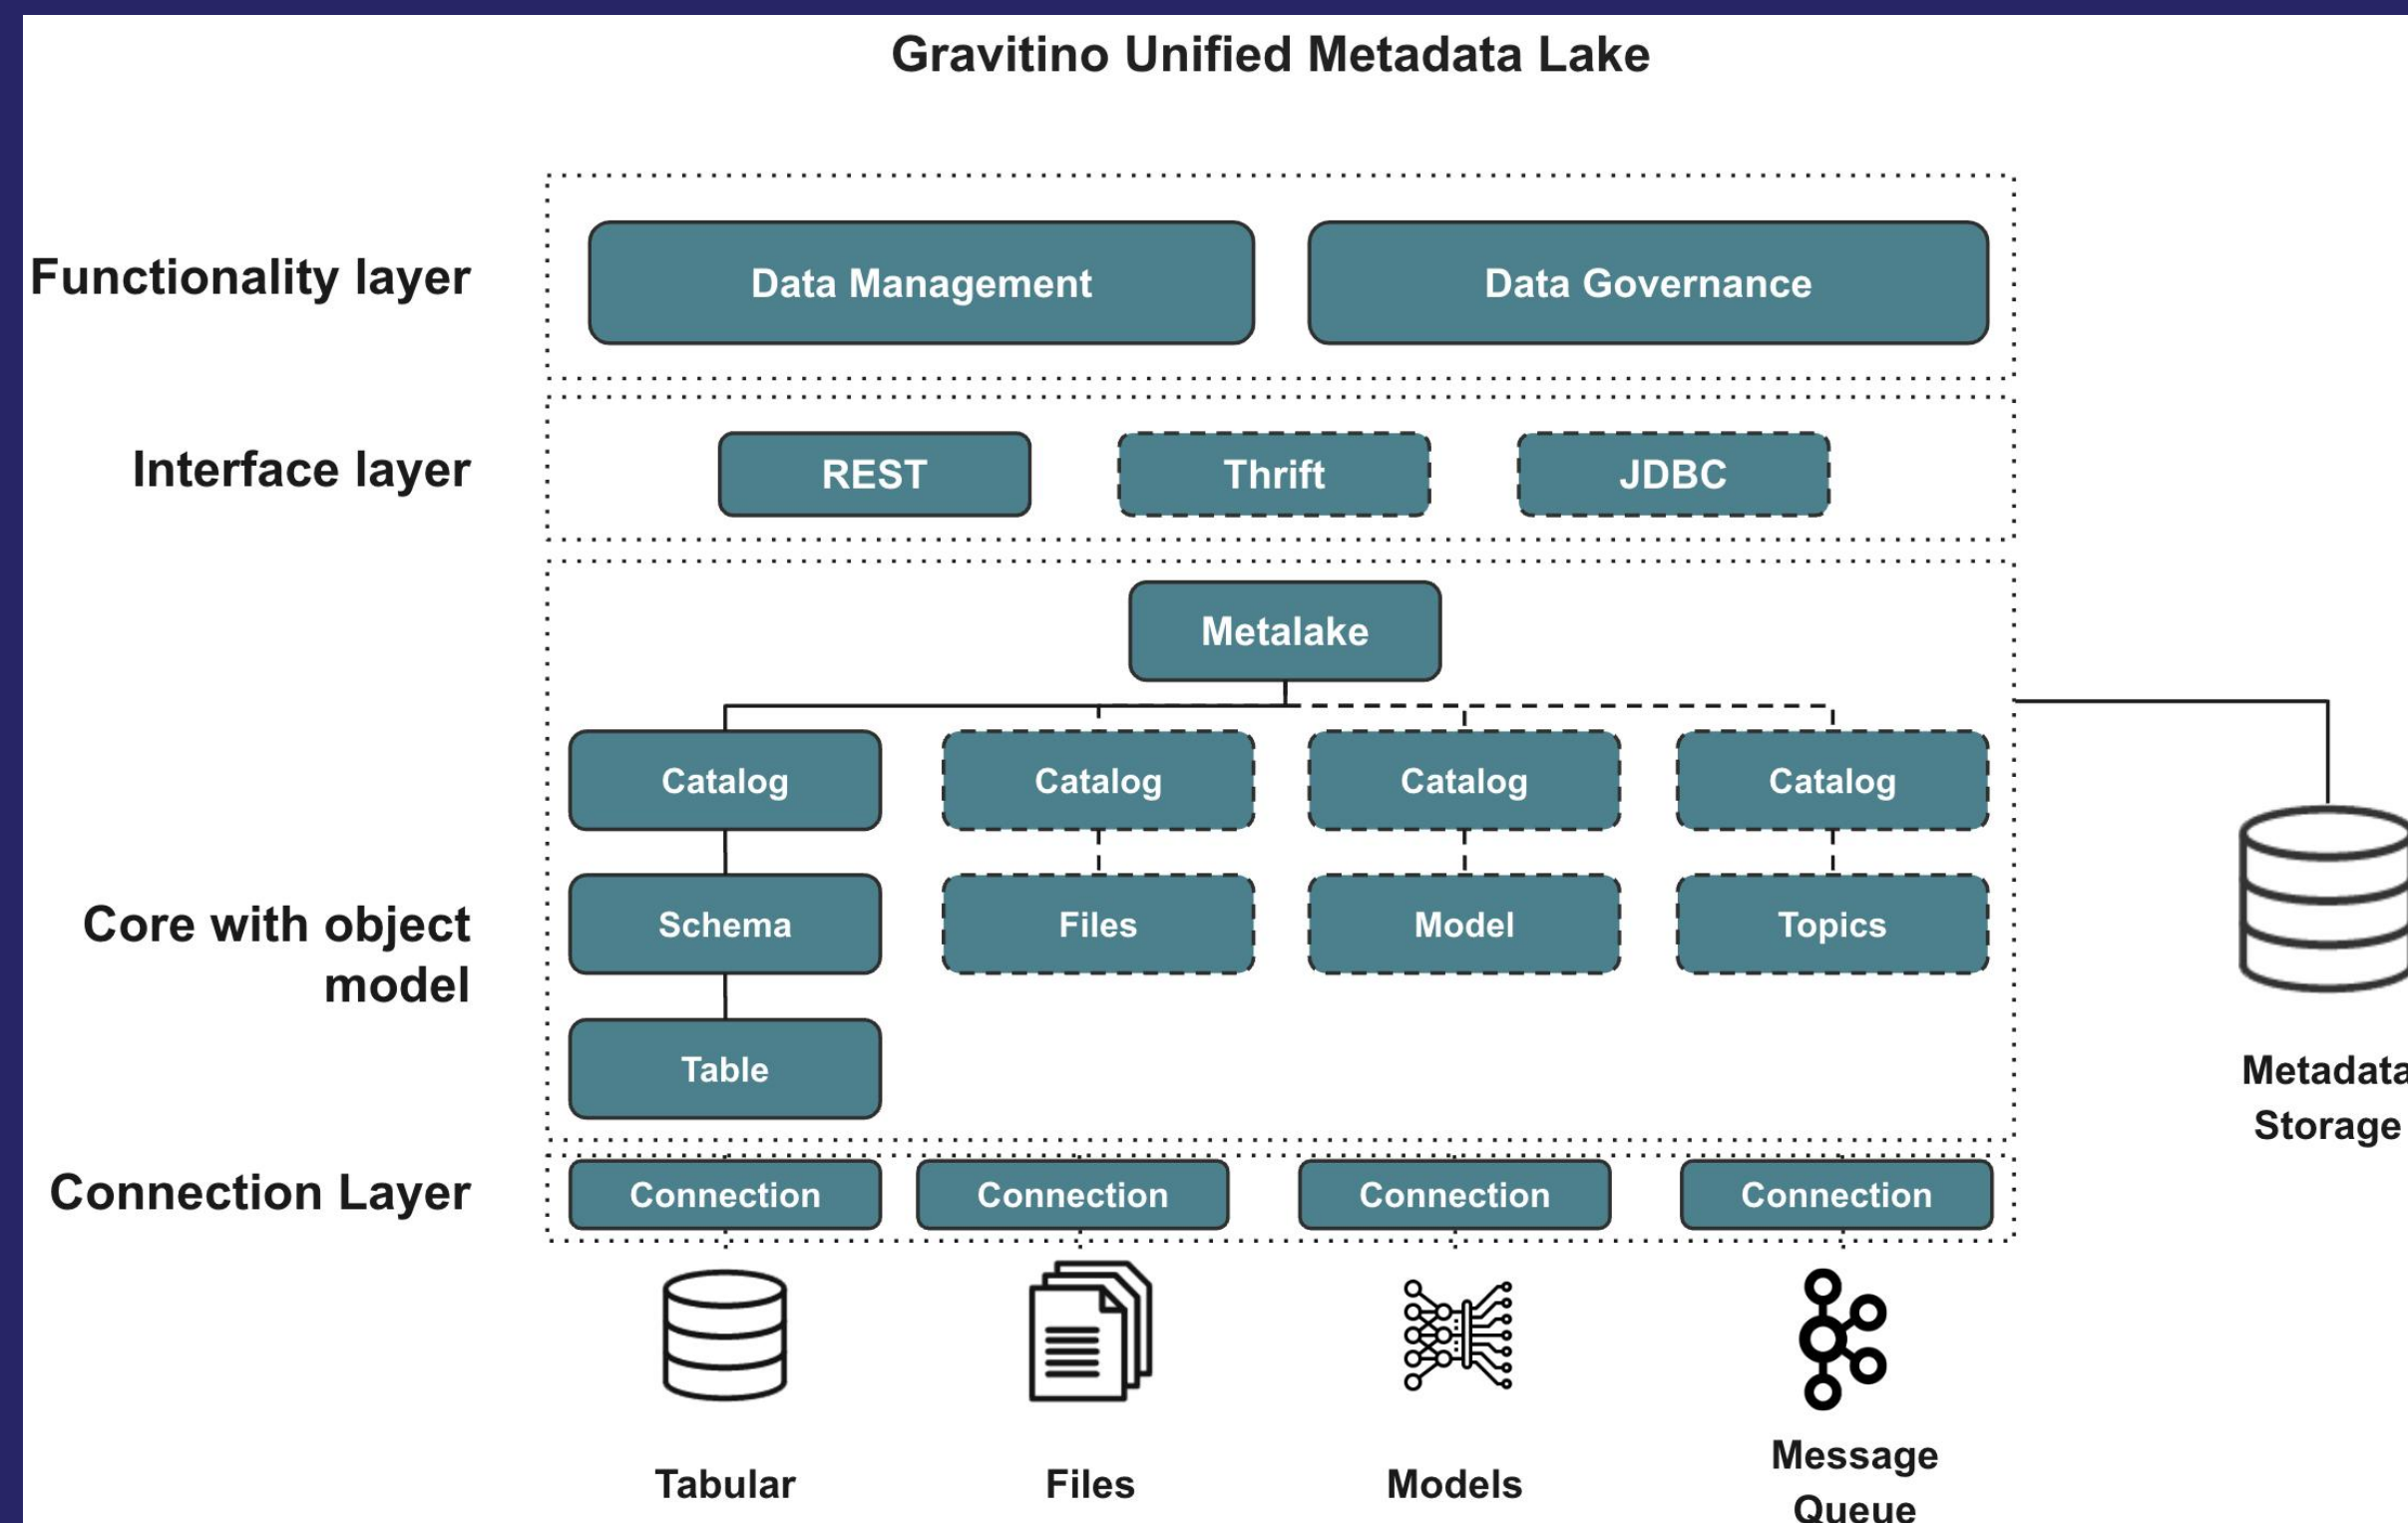 Gravitino Unified Metadata Lake
Functionality layer
Data Management
Data Governance
Interface layer
REST
Thrift
JDBC
Metalake
Catalog
Catalog
Catalog
Catalog
Core with object
model
Schema
Files
Model
Topics
Table
Metadata
Storage
Connection Layer
Connection
Connection
Connection
Connection
Tabular
Files
Models
Message
Queue